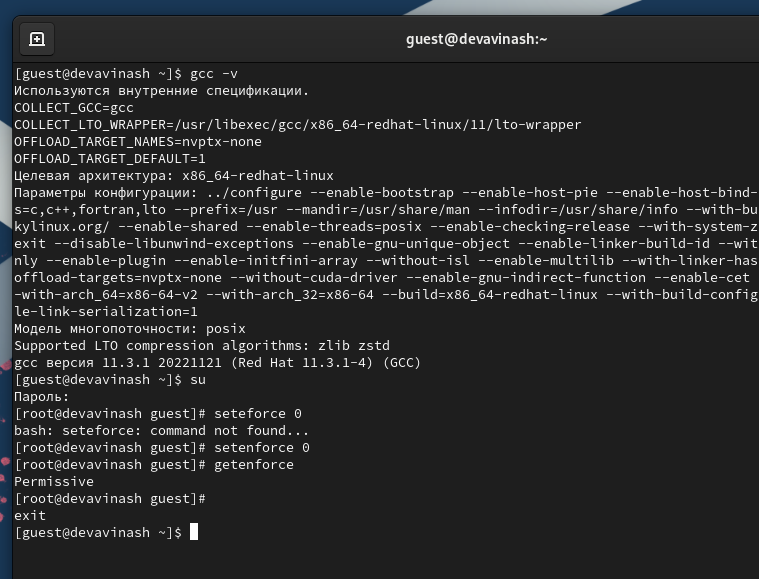 guest@devavinash:~
[guest@devavinash ~]$ gcc -v
Используются внутренние спецификации.
COLLECT_GCC=gcc
COLLECT_LTO_WRAPPER=/usr/libexec/gcc/x86_64-redhat-linux/11/lto-wrapper
OFFLOAD_TARGET_NAMES=nvptx-none
OFFLOAD_TARGET_DEFAULT=1
Целевая архитектура: x86_64-redhat-linux
Параметры конфигурации: ../configure --enable-bootstrap --enable-host-pie --enable-host-bind-
s=c,c++,fortran,lto --prefix=/usr --mandir=/usr/share/man --infodir=/usr/share/info --with-bu
kylinux.org/ --enable-shared --enable-threads=posix --enable-checking=release --with-system-z
exit --disable-libunwind-exceptions --enable-gnu-unique-object --enable-linker-build-id --wit
nly --enable-plugin --enable-initfini-array --without-isl --enable-multilib --with-linker-has
offload-targets=nvptx-none --without-cuda-driver --enable-gnu-indirect-function --enable-cet
-with-arch_64=x86-64-v2 --with-arch_32=x86-64 --build=x86_64-redhat-linux --with-build-config
le-link-serialization=1
Модель многопоточности: posix
Supported LTO compression algorithms: zlib zstd
gcc версия 11.3.1 20221121 (Red Hat 11.3.1-4) (GCC)
[guest@devavinash ~]$ su
Пароль:
[root@devavinash guest]# seteforce 0
bash: seteforce: command not found...
[root@devavinash guest]# setenforce 0
[root@devavinash guest]# getenforce
Permissive
[root@devavinash guest]#
exit
[guest@devavinash ~]$